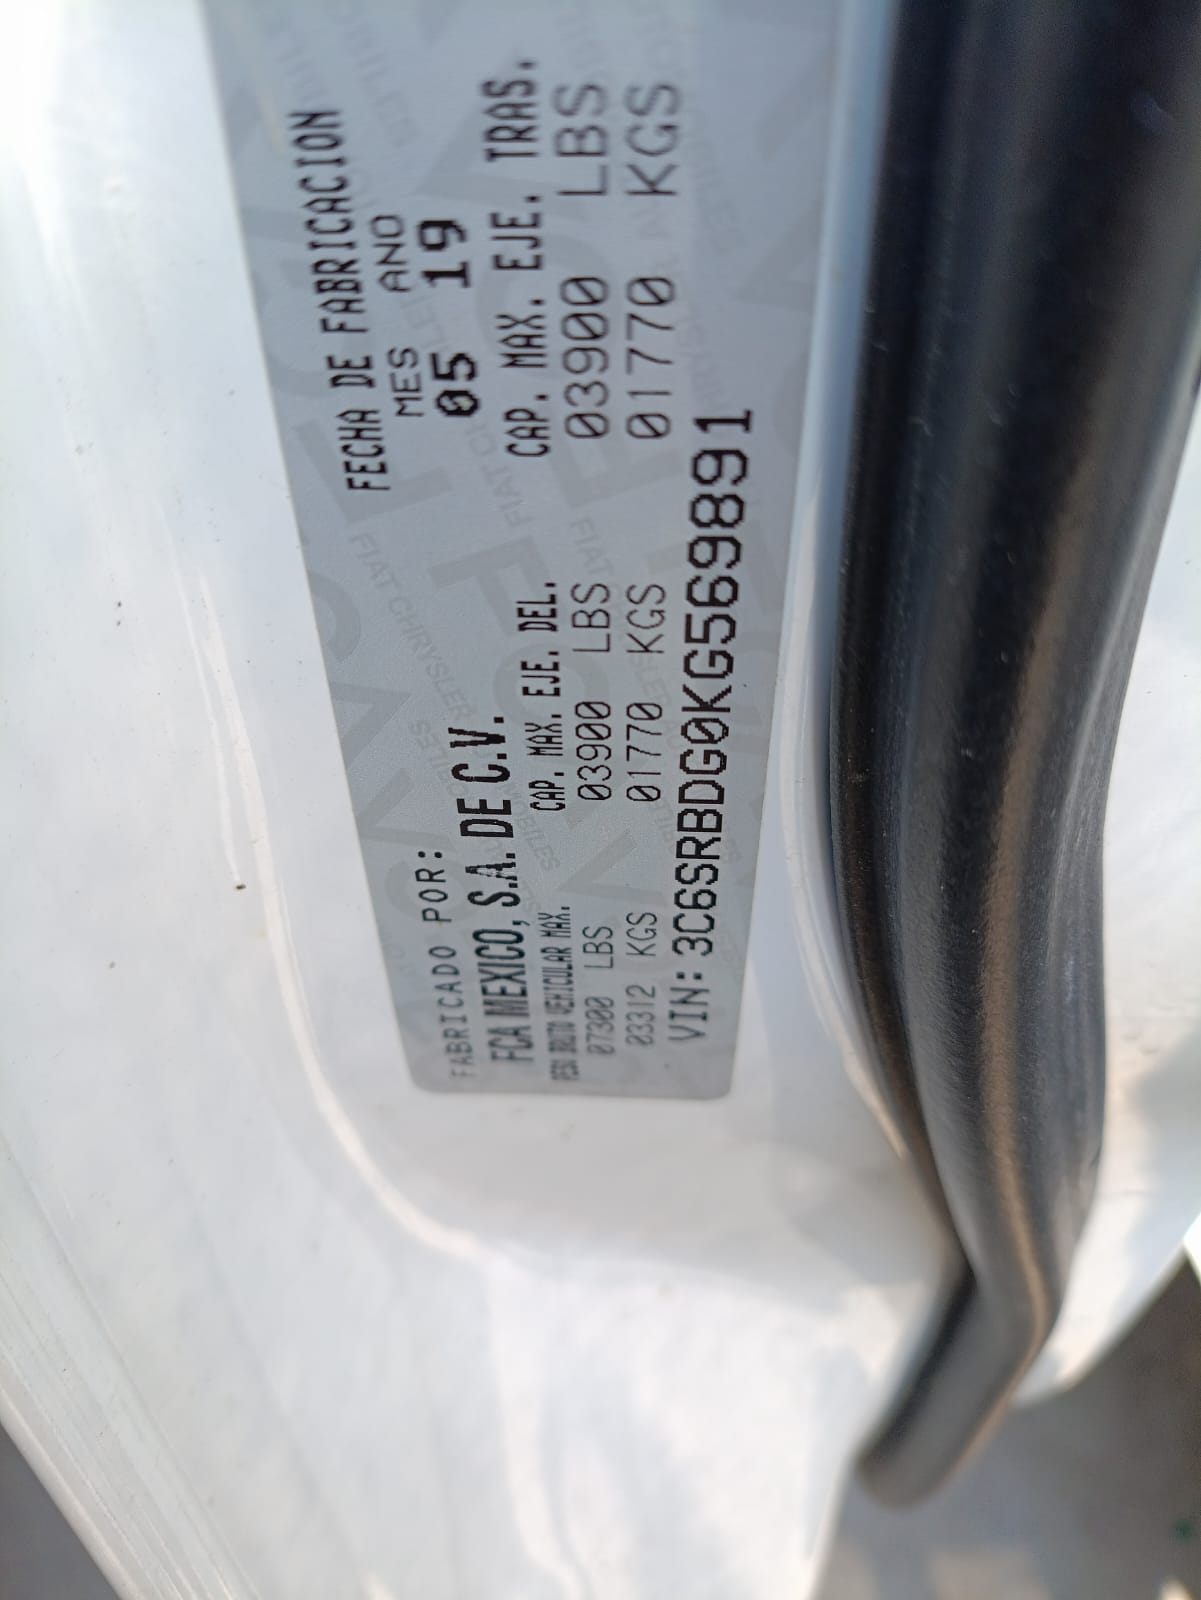 FECHA DE FABRICACION
MES ANO
05 19
FABRICADO POR:
FCA MEXICO, S.A. DE C.V.
PESO BRUTO VEHICULAR MAX. CAP. MAX. EJE. DEL. CAP. MAX. EJE. TRAS.
07300 LBS 03900 LBS 03900 LBS
03312 KGS 01770 KGS 01770 KGS
VIN: 3C6SRBDG0KG569891
FIAT CHRYSLER